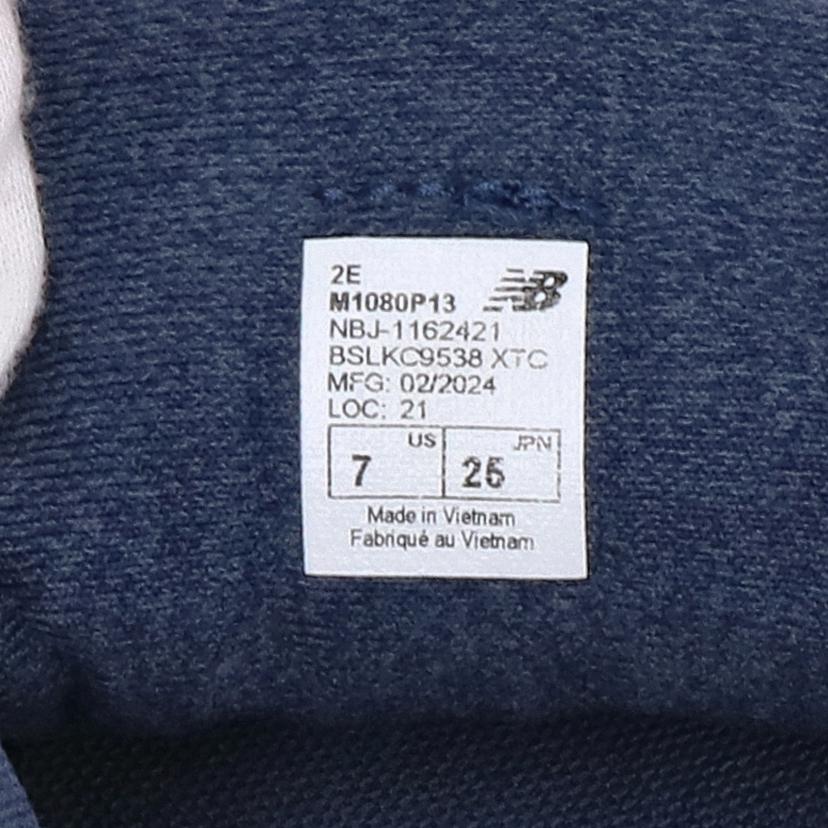 2E
M1080P13
NB
NBJ-1162421
BSLKC9538 XTC
MFG: 02/2024
LOC: 21
US JPN
7 25
Made in Vietnam
Fabriqué au Vietnam